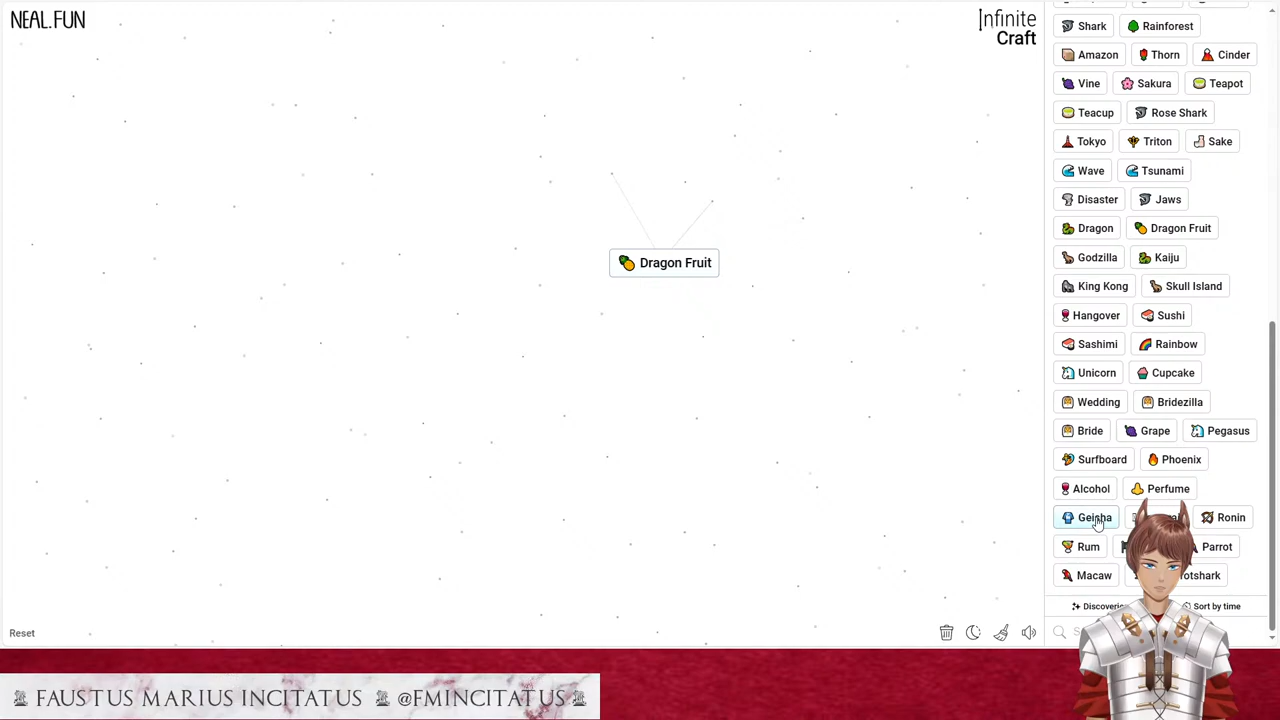 NEAL.FUN
Infinite
Craft
Shark Rainforest
Amazon Thorn Cinder
Vine Sakura Teapot
Teacup Rose Shark
Tokyo Triton Sake
Wave Tsunami
Disaster Jaws
Dragon Dragon Fruit
Dragon Fruit
Godzilla Kaiju
King Kong Skull Island
Hangover Sushi
Sashimi Rainbow
Unicorn Cupcake
Wedding Bridezilla
Bride Grape Pegasus
Surfboard Phoenix
Alcohol Perfume
Geisha Ronin
Rum Parrot
Macaw
Sort by time
Reset
FAUSTUS MARIUS INCITATUS @FMINCITATUS